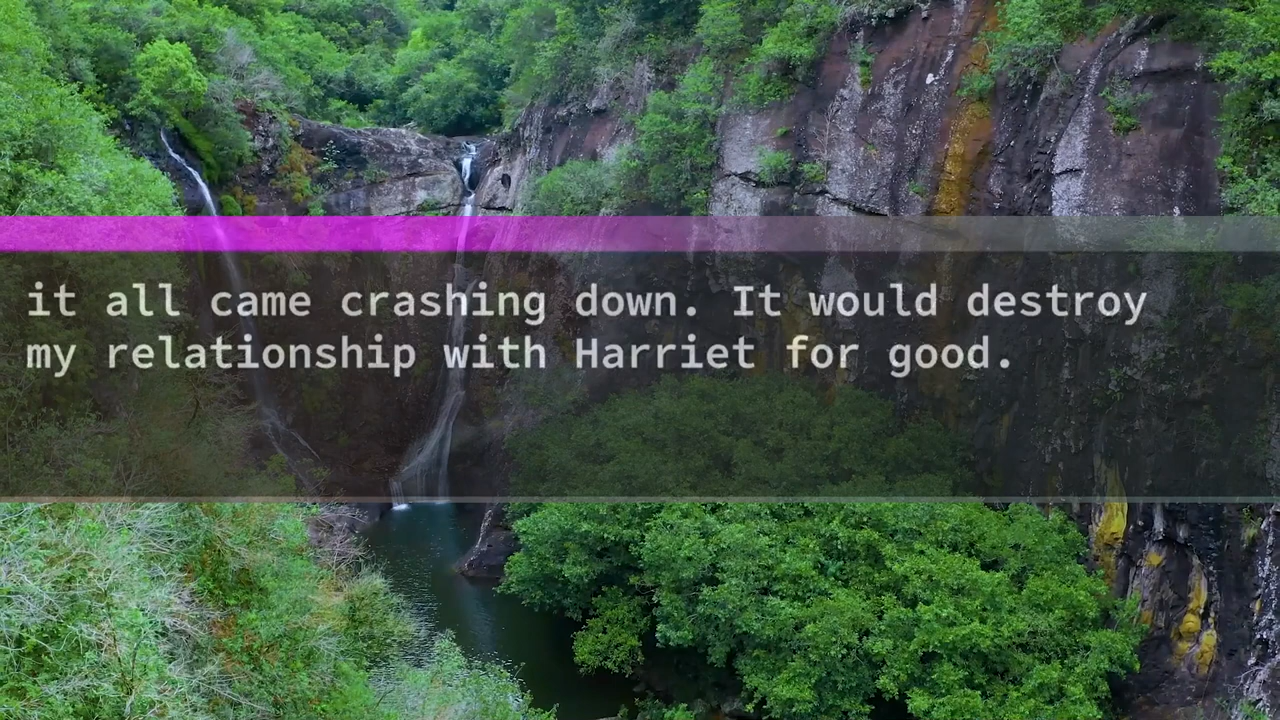 it all came crashing down. It would destroy
my relationship with Harriet for good.